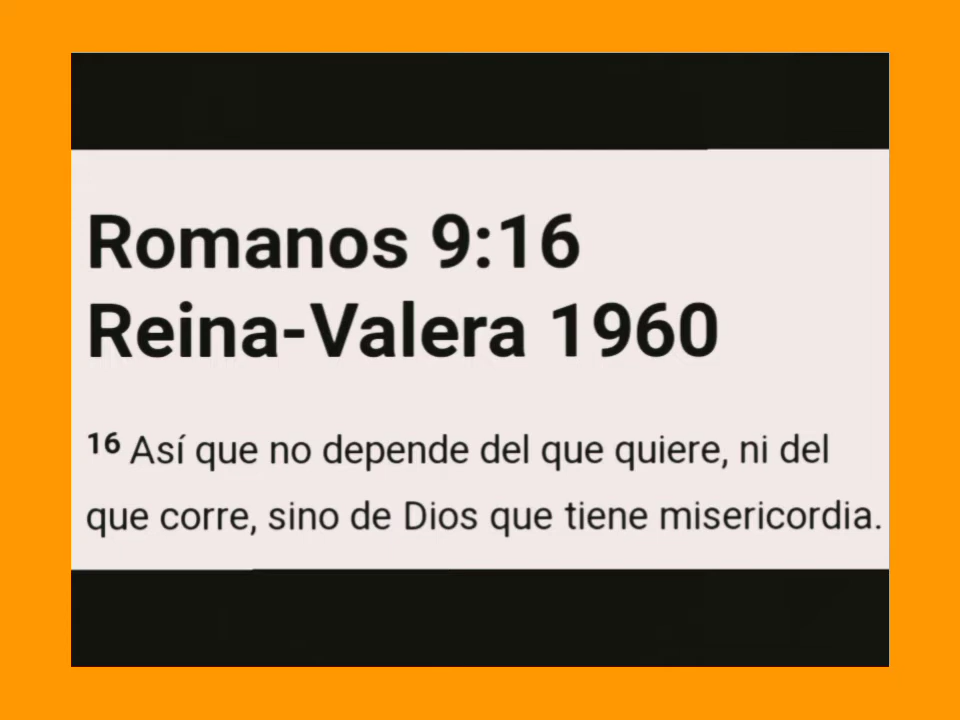 Romanos 9:16
Reina-Valera 1960
16 Así que no depende del que quiere, ni del
que corre, sino de Dios que tiene misericordia.